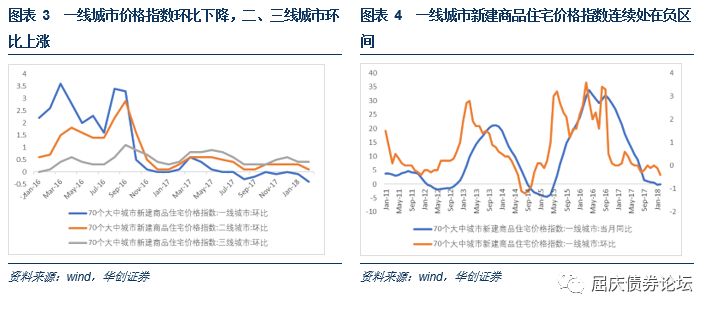 图表 3 一线城市价格指数环比下降，二、三线城市环
比上涨
4
3.5
3
2.5
2
1.5
1
0.5
0
-0.5
Jan-16 Mar-16 May-16 Jul-16 Sep-16 Nov-16 Jan-17 Mar-17 May-17 Jul-17 Sep-17 Nov-17 Jan-18
70个大中城市新建商品住宅价格指数:一线城市:环比
70个大中城市新建商品住宅价格指数:二线城市:环比
70个大中城市新建商品住宅价格指数:三线城市:环比
资料来源：wind，华创证券
图表 4 一线城市新建商品住宅价格指数连续处在负区
间
40 4
35
30 3
25
20 2
15
10 1
5
0 0
-5 -1
-10 -2
Jan-11 May-11 Sep-11 Jan-12 May-12 Sep-12 Jan-13 May-13 Sep-13 Jan-14 May-14 Sep-14 Jan-15 May-15 Sep-15 Jan-16 May-16 Sep-16 Jan-17 May-17 Sep-17 Jan-18
70个大中城市新建商品住宅价格指数:一线城市:当月同比
70个大中城市新建商品住宅价格指数:一线城市:环比
资料来源：wind，华创证券
屈庆债券论坛